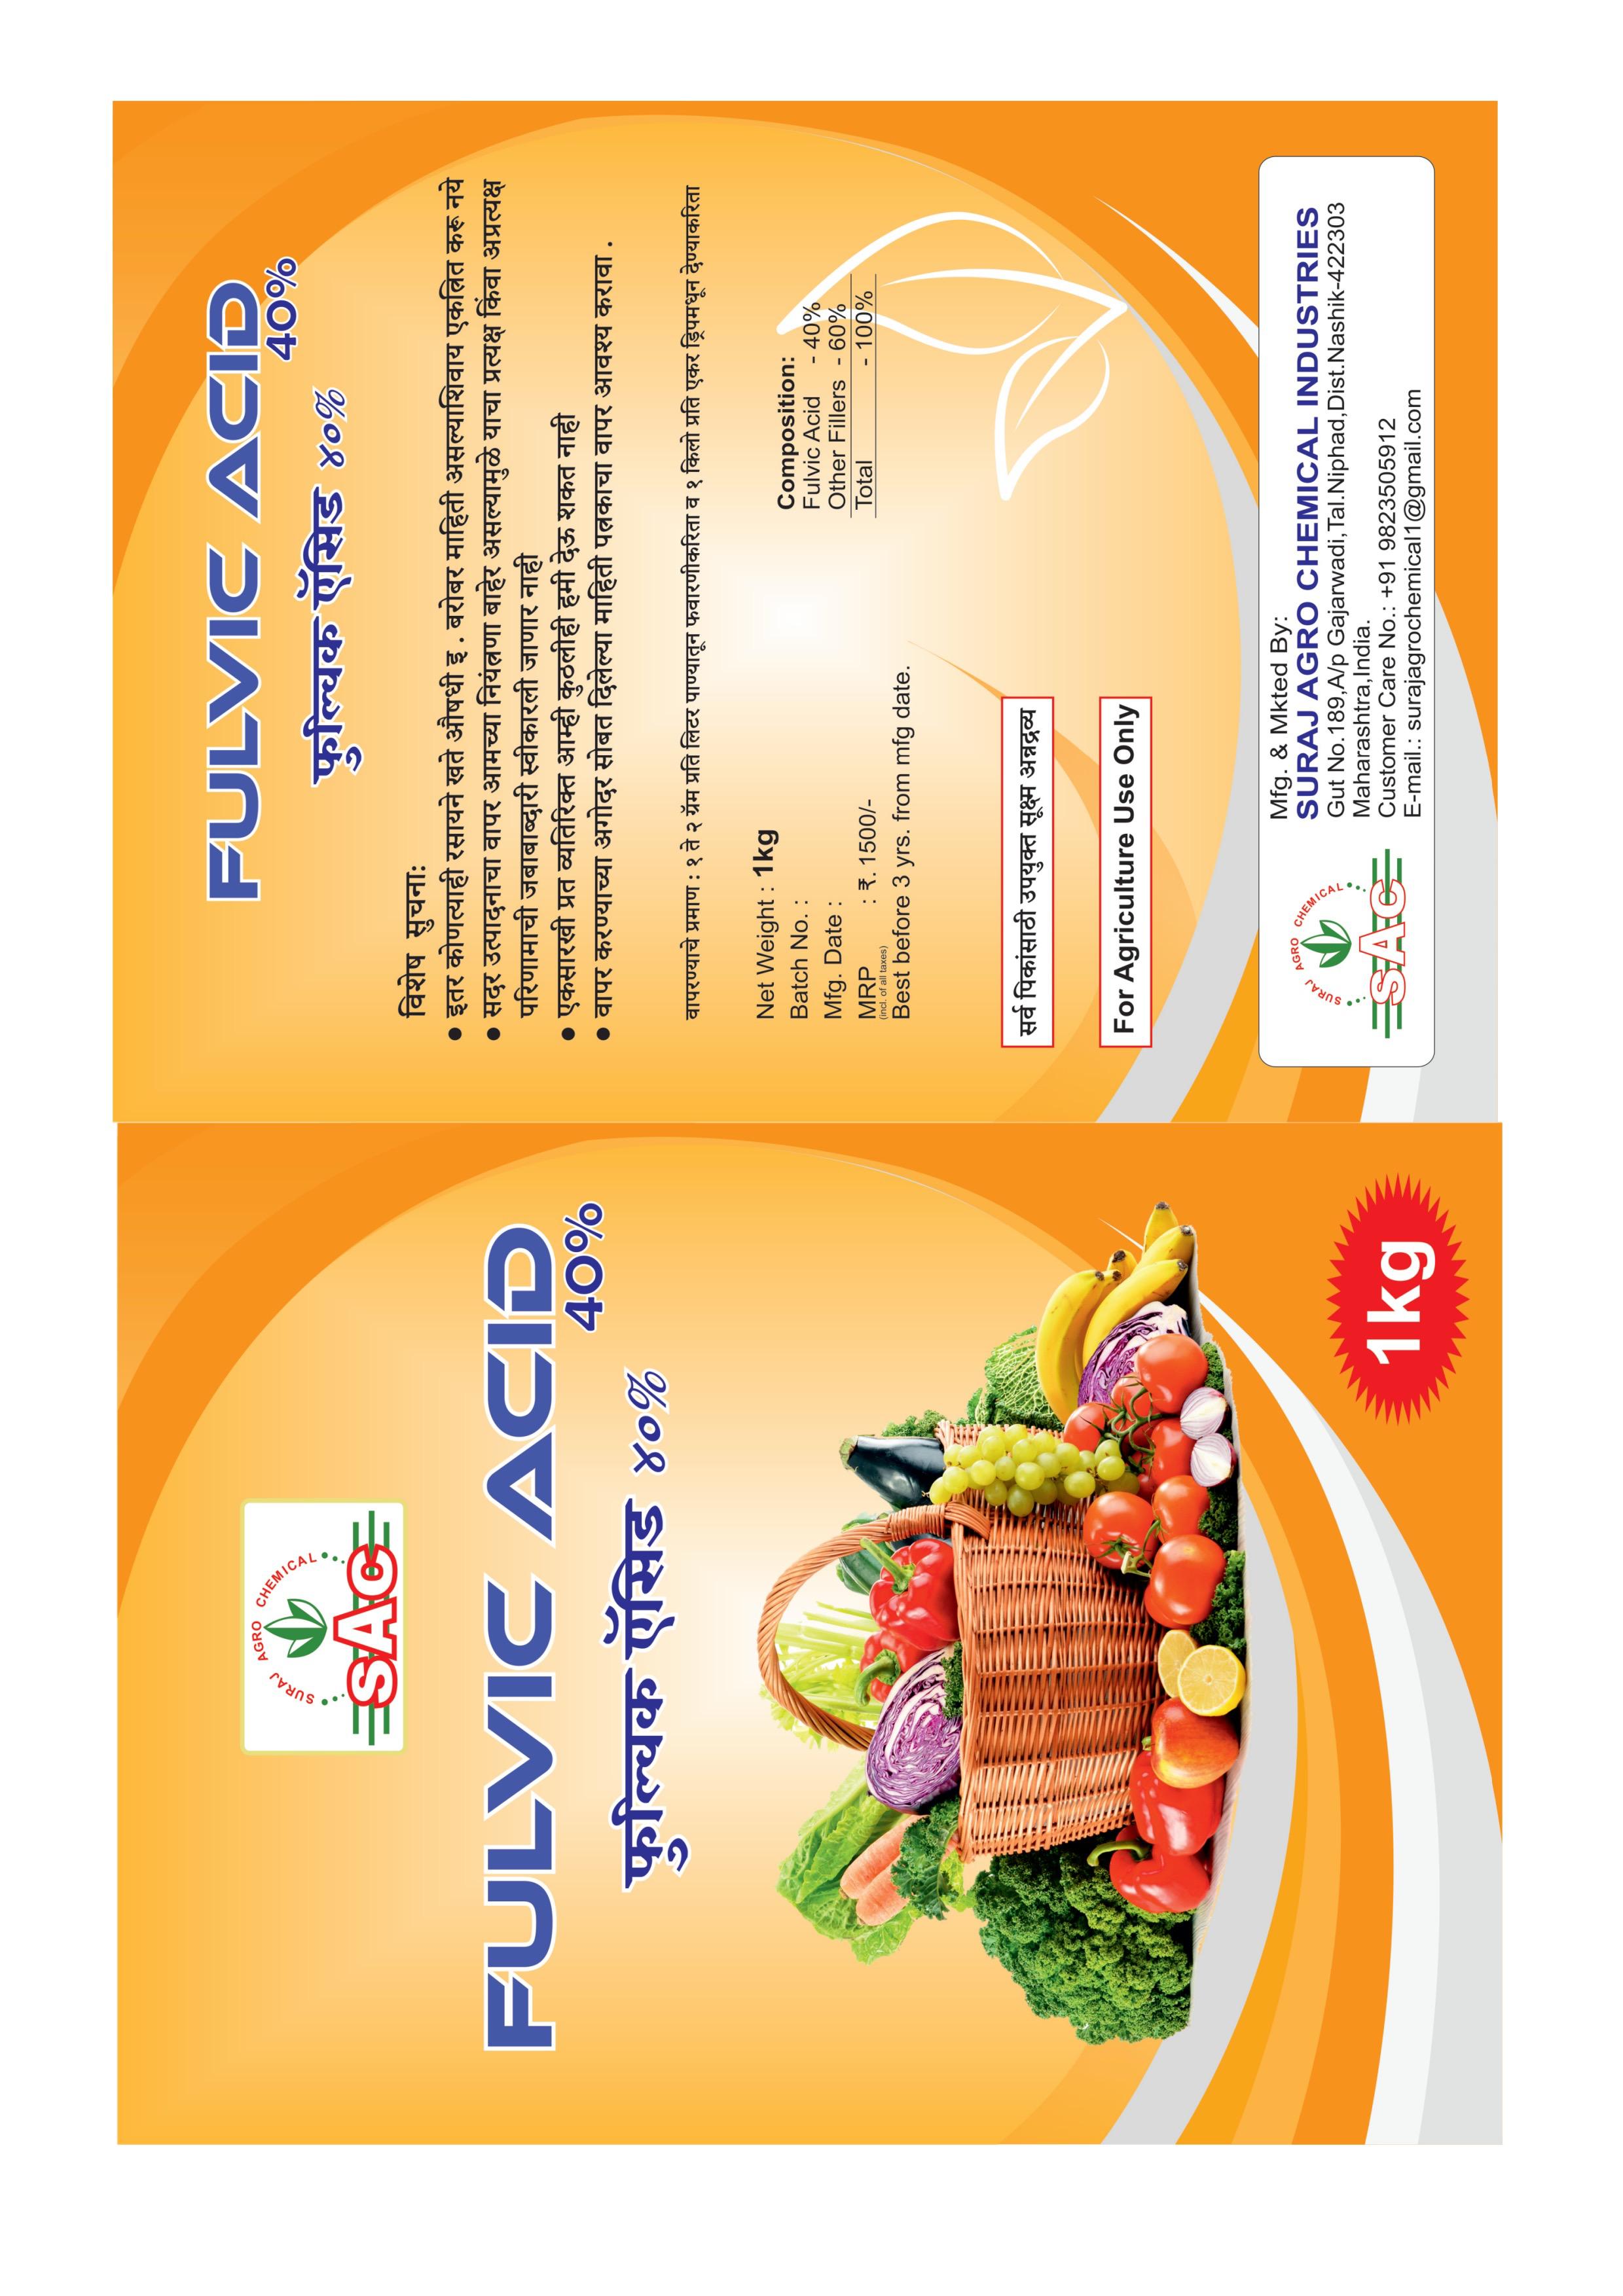 SURAJ AGRO CHEMICAL
SAC
FULVIC ACID
40%
फुल्विक ऍसिड ४०%
1kg
FULVIC ACID
40%
फुल्विक ऍसिड ४०%
विशेष सुचना:
● इतर कोणत्याही रसायने खते औषधी इ . बरोबर माहिती असल्याशिवाय एकत्रित करू नये
● सदर उत्पादनाचा वापर आमच्या नियंत्रणा बाहेर असल्यामुळे याचा प्रत्यक्ष किंवा अप्रत्यक्ष
परिणामाची जबाबाब्दारी स्वीकारली जाणार नाही
● एकसारखी प्रत व्यतिरिक्त आम्ही कुठलीही हमी देऊ शकत नाही
● वापर करण्याच्या अगोदर सोबत दिलेल्या माहिती पत्रकाचा वापर आवश्य करावा .
वापरण्याचे प्रमाण : १ ते २ ग्रॅम प्रति लिटर पाण्यातून फवारणीकरिता व १ किलो प्रति एकर ड्रिपमधून देण्याकरिता
Net Weight : 1kg
Batch No. :
Mfg. Date :
MRP : ₹. 1500/-
(incl. of all taxes)
Best before 3 yrs. from mfg date.
Composition:
Fulvic Acid - 40%
Other Fillers - 60%
Total - 100%
सर्व पिकांसाठी उपयुक्त सूक्ष्म अन्नद्रव्य
For Agriculture Use Only
SURAJ AGRO CHEMICAL
SAC
Mfg. & Mkted By:
SURAJ AGRO CHEMICAL INDUSTRIES
Gut No.189,A/p Gajarwadi,Tal.Niphad,Dist.Nashik-422303
Maharashtra,India.
Customer Care No.: +91 9823505912
E-mail.: surajagrochemical1@gmail.com